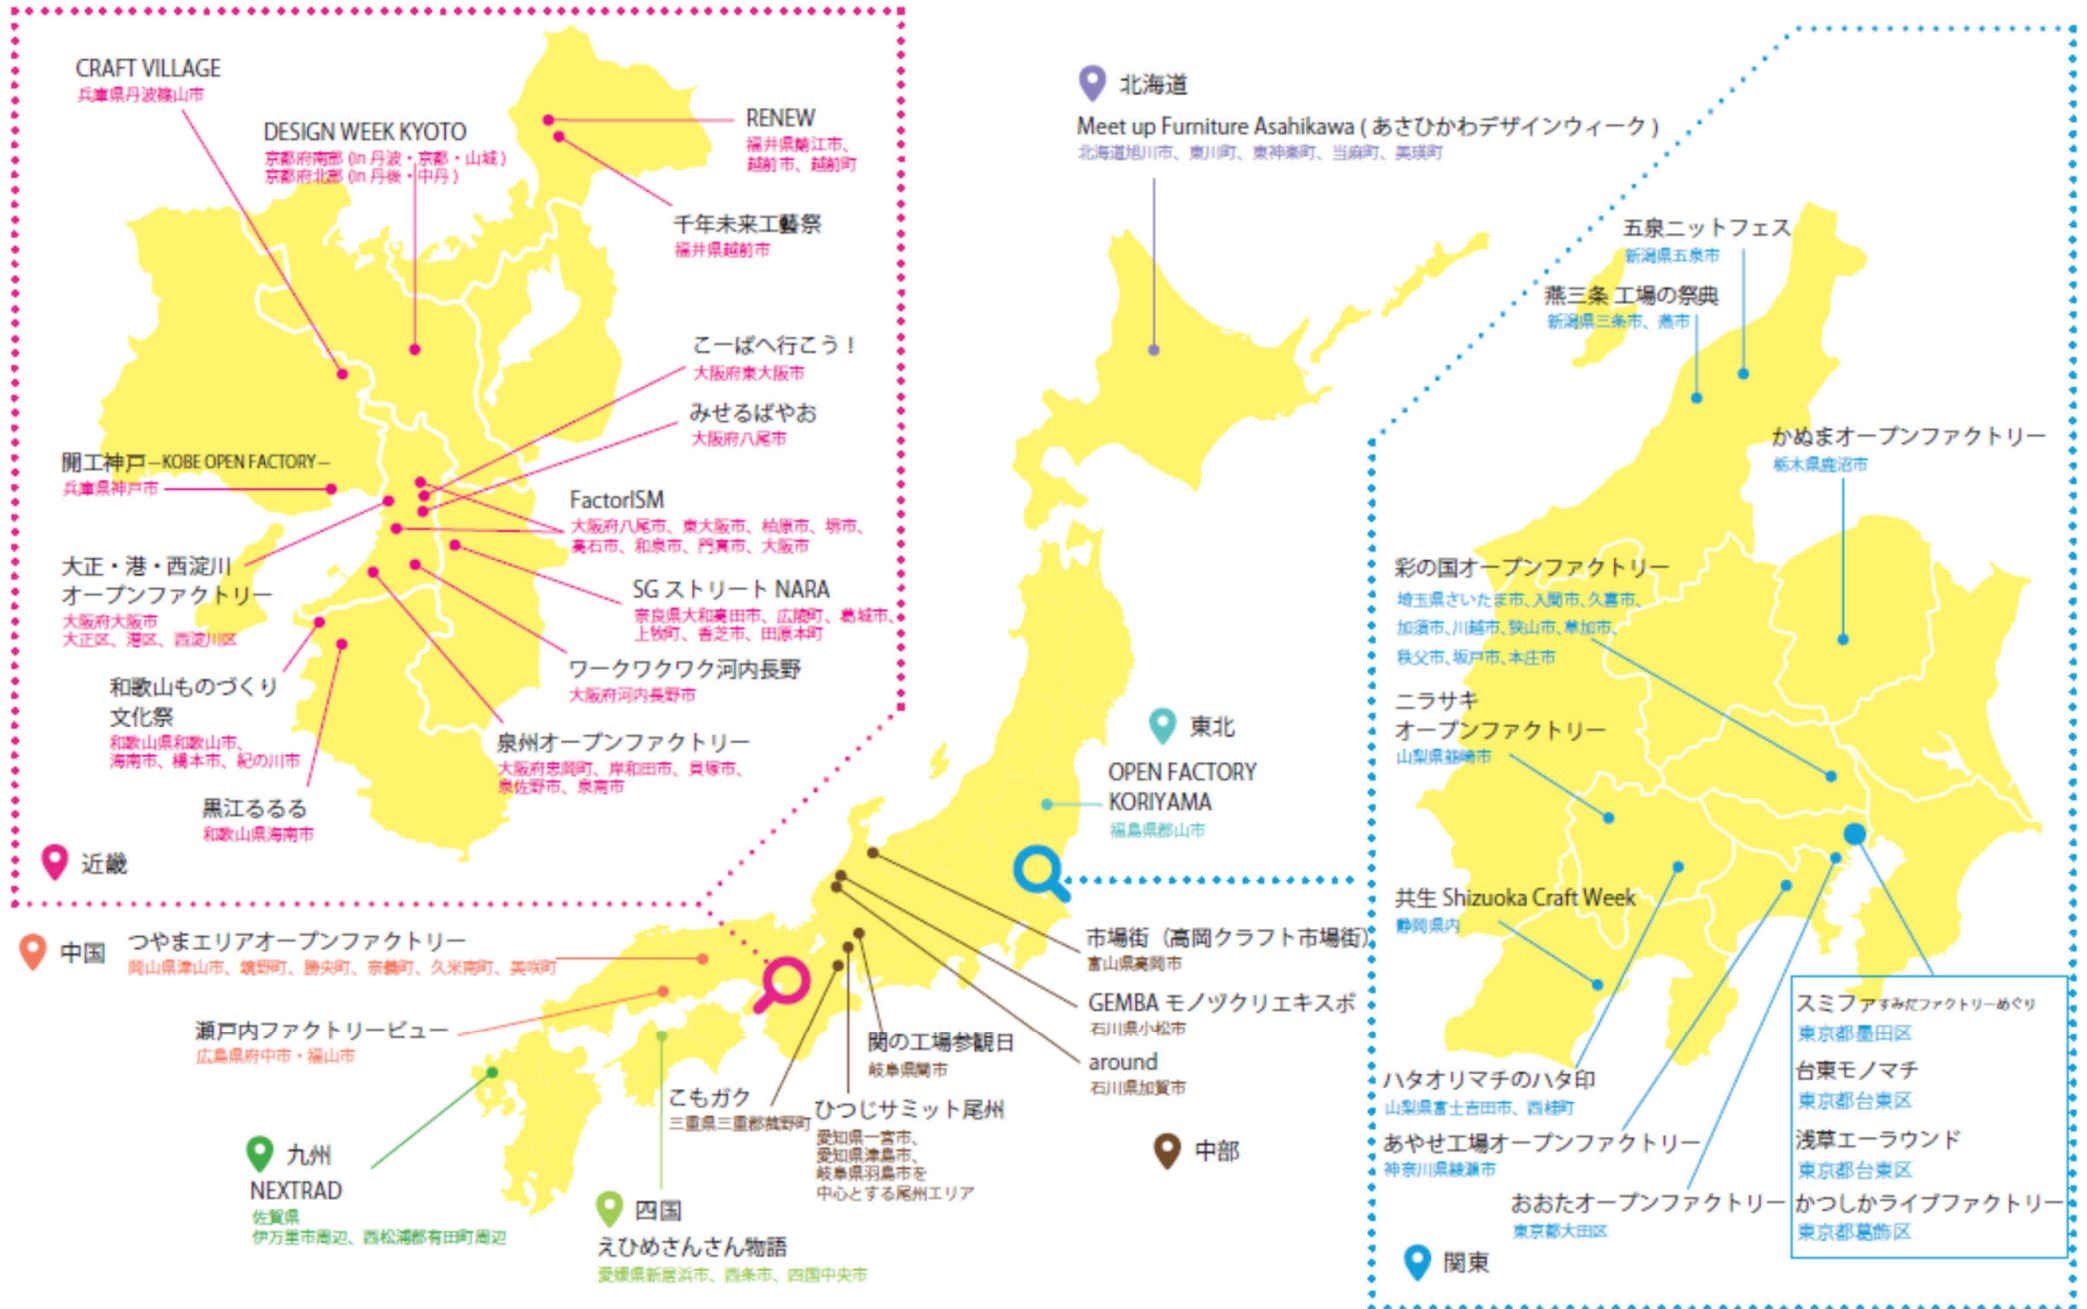 CRAFT VILLAGE
兵庫県丹波篠山市
DESIGN WEEK KYOTO
京都府南部 (in 丹波・京都・山城 )
京都府北部 (in 丹後・中丹 )
RENEW
福井県鯖江市、
越前市、越前町
千年未来工藝祭
福井県越前市
こーばへ行こう！
大阪府東大阪市
みせるばやお
大阪府八尾市
開工神戸－KOBE OPEN FACTORY－
兵庫県神戸市
FactorISM
大阪府八尾市、東大阪市、柏原市、堺市、
高石市、和泉市、門真市、大阪市
大正・港・西淀川
オープンファクトリー
大阪府大阪市
大正区、港区、西淀川区
SG ストリート NARA
奈良県大和高田市、広陵町、葛城市、
上牧町、香芝市、田原本町
ワークワクワク河内長野
大阪府河内長野市
和歌山ものづくり
文化祭
和歌山県和歌山市、
海南市、橋本市、紀の川市
泉州オープンファクトリー
大阪府忠岡町、岸和田市、貝塚市、
泉佐野市、泉南市
黒江るるる
和歌山県海南市
近畿
北海道
Meet up Furniture Asahikawa ( あさひかわデザインウィーク )
北海道旭川市、東川町、東神楽町、当麻町、美瑛町
東北
OPEN FACTORY
KORIYAMA
福島県郡山市
中国
つやまエリアオープンファクトリー
岡山県津山市、鏡野町、勝央町、奈義町、久米南町、美咲町
瀬戸内ファクトリービュー
広島県府中市・福山市
九州
NEXTRAD
佐賀県
伊万里市周辺、西松浦郡有田町周辺
四国
えひめさんさん物語
愛媛県新居浜市、西条市、四国中央市
市場街（高岡クラフト市場街）
富山県高岡市
GEMBA モノヅクリエキスポ
石川県小松市
around
石川県加賀市
関の工場参観日
岐阜県関市
こもガク
三重県三重郡菰野町
ひつじサミット尾州
愛知県一宮市、
愛知県津島市、
岐阜県羽島市を
中心とする尾州エリア
中部
五泉ニットフェス
新潟県五泉市
燕三条 工場の祭典
新潟県三条市、燕市
かぬまオープンファクトリー
栃木県鹿沼市
彩の国オープンファクトリー
埼玉県さいたま市、入間市、久喜市、
加須市、川越市、狭山市、草加市、
秩父市、坂戸市、本庄市
ニラサキ
オープンファクトリー
山梨県韮崎市
共生 Shizuoka Craft Week
静岡県内
ハタオリマチのハタ印
山梨県富士吉田市、西桂町
あやせ工場オープンファクトリー
神奈川県綾瀬市
おおたオープンファクトリー
東京都大田区
スミファすみだファクトリーめぐり
東京都墨田区
台東モノマチ
東京都台東区
浅草エーラウンド
東京都台東区
かつしかライブファクトリー
東京都葛飾区
関東